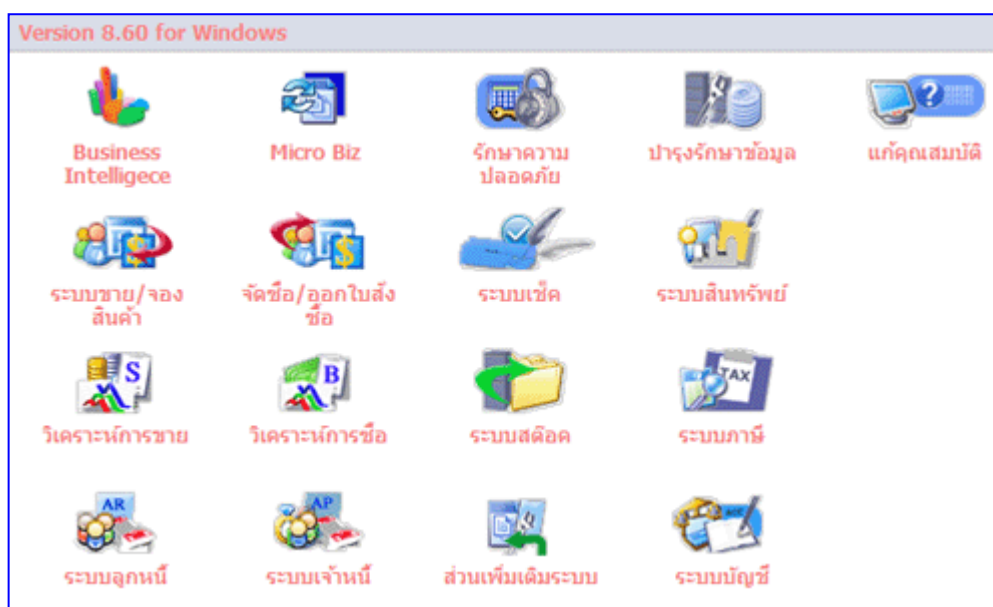 Version 8.60 for Windows
Business
Intelligece
Micro Biz
รักษาความ
ปลอดภัย
บำรุงรักษาข้อมูล
แก้คุณสมบัติ
ระบบขาย/จอง
สินค้า
จัดซื้อ/ออกใบสั่ง
ซื้อ
ระบบเช็ค
ระบบสินทรัพย์
S
B
TAX
วิเคราะห์การขาย
วิเคราะห์การซื้อ
ระบบสต๊อค
ระบบภาษี
AR
AP
ACC
ระบบลูกหนี้
ระบบเจ้าหนี้
ส่วนเพิ่มเติมระบบ
ระบบบัญชี